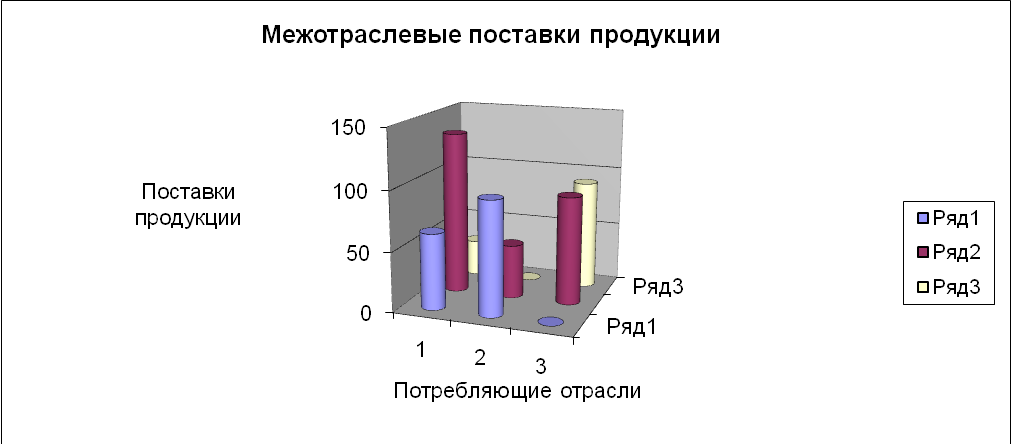 Межотраслевые поставки продукции
Поставки
продукции
150
100
50
0
1
2
3
Потребляющие отрасли
Ряд3
Ряд1
Ряд1
Ряд2
Ряд3